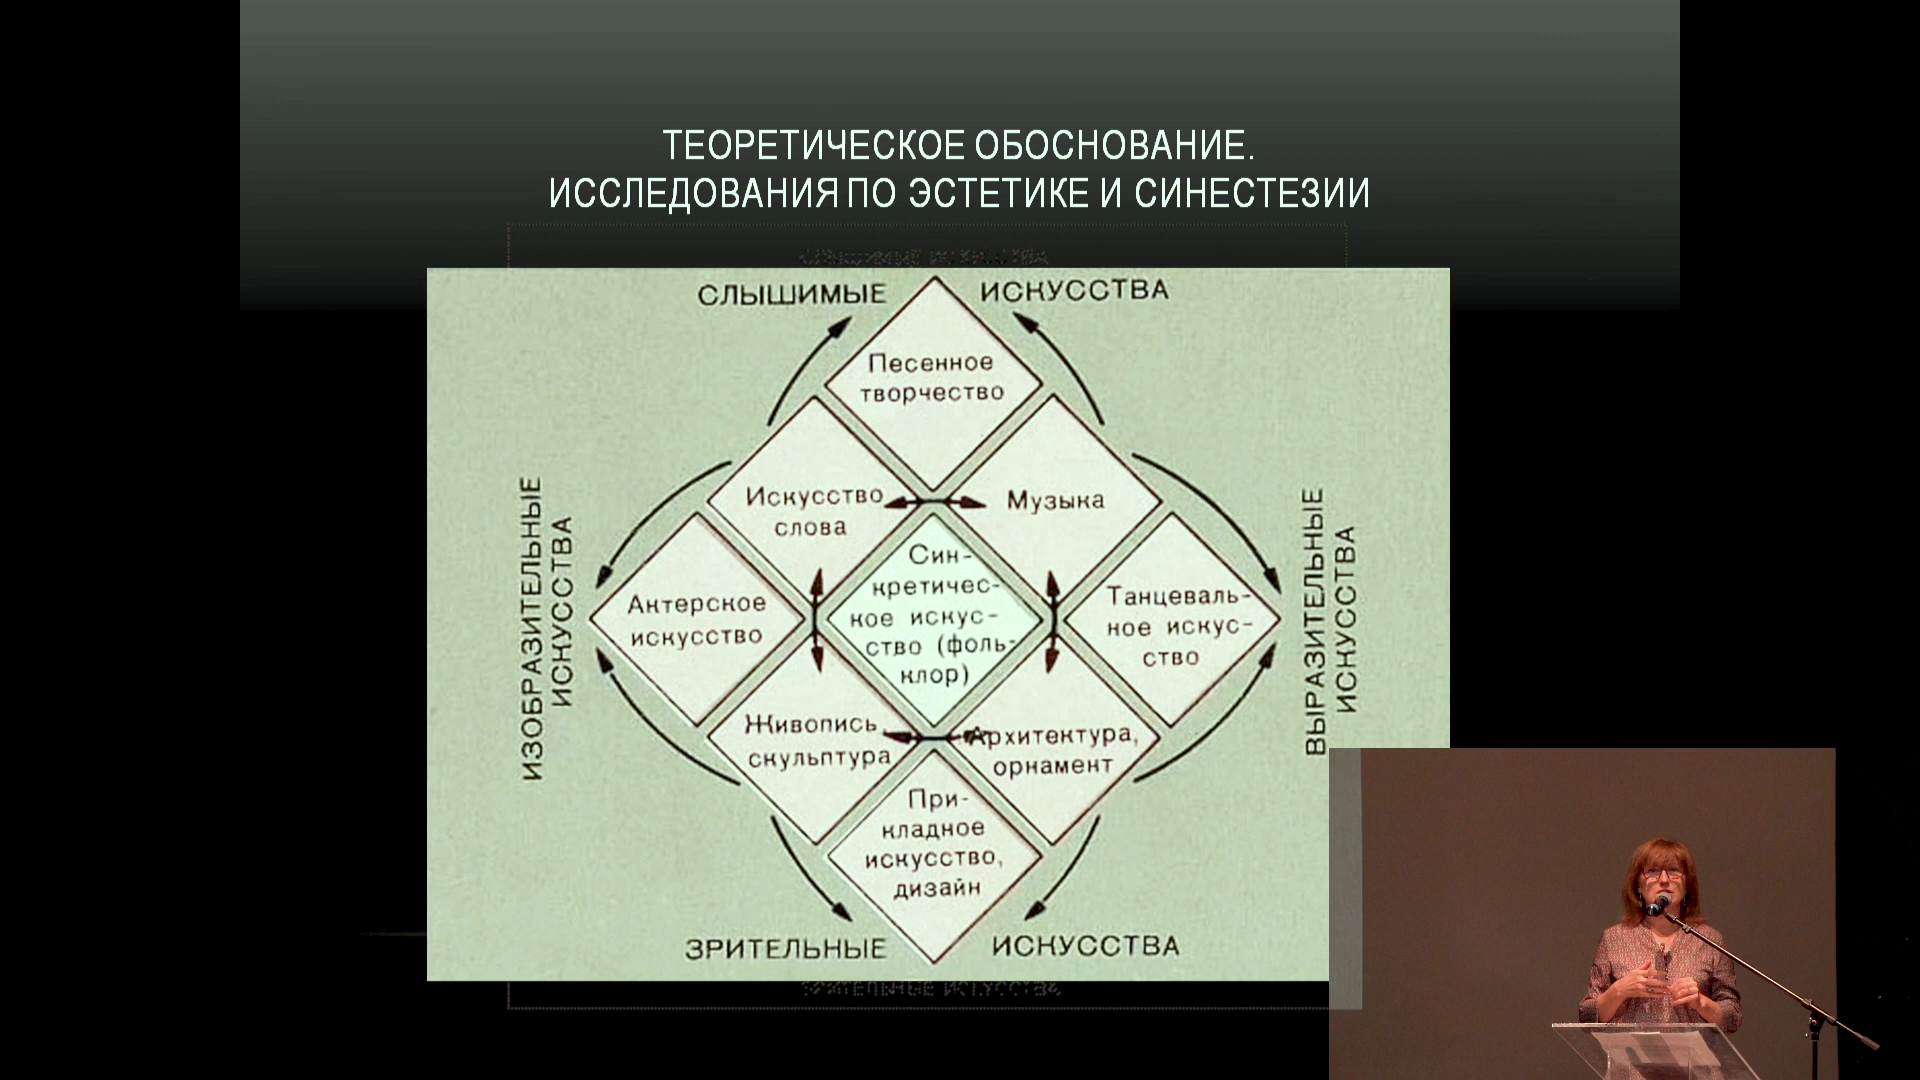 ТЕОРЕТИЧЕСКОЕ ОБОСНОВАНИЕ.
ИССЛЕДОВАНИЯ ПО ЭСТЕТИКЕ И СИНЕСТЕЗИИ
СЛЫШИМЫЕ ИСКУССТВА
Песенное
творчество
Искусство
слова
Музыка
ИЗОБРАЗИТЕЛЬНЫЕ
ИСКУССТВА
Актерское
искусство
Син-
кретичес-
кое искус-
ство (фоль-
клор)
Танцеваль-
ное искус-
ство
ВЫРАЗИТЕЛЬНЫЕ
ИСКУССТВА
Живопись
скульптура
Архитектура,
орнамент
При-
кладное
искусство,
дизайн
ЗРИТЕЛЬНЫЕ ИСКУССТВА